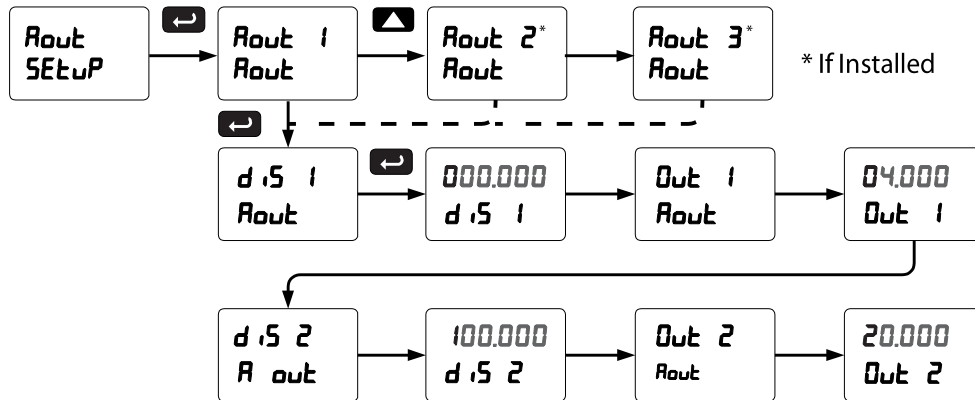 Aout
SEtuP
Aout 1
Aout
Aout 2*
Aout
Aout 3*
Aout
* If Installed
diS 1
Aout
000.000
diS 1
Out 1
Aout
04.000
Out 1
diS 2
A out
100.000
diS 2
Out 2
Aout
20.000
Out 2